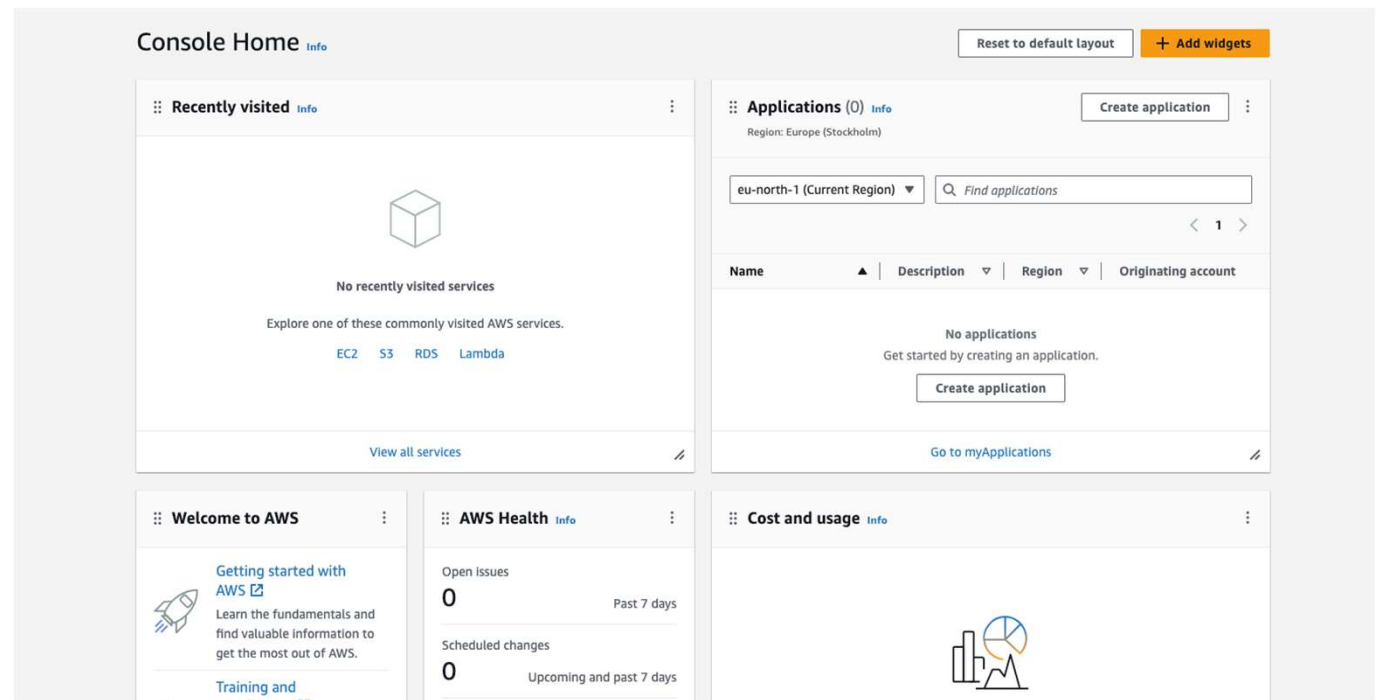 Console Home Info
Reset to default layout
+ Add widgets
Recently visited Info
No recently visited services
Explore one of these commonly visited AWS services.
EC2 S3 RDS Lambda
View all services
Applications (0) Info
Create application
Region: Europe (Stockholm)
eu-north-1 (Current Region)
Find applications
1
Name Description Region Originating account
No applications
Get started by creating an application.
Create application
Go to myApplications
Welcome to AWS
Getting started with
AWS
Learn the fundamentals and
find valuable information to
get the most out of AWS.
Training and
AWS Health Info
Open issues
0 Past 7 days
Scheduled changes
0 Upcoming and past 7 days
Cost and usage Info